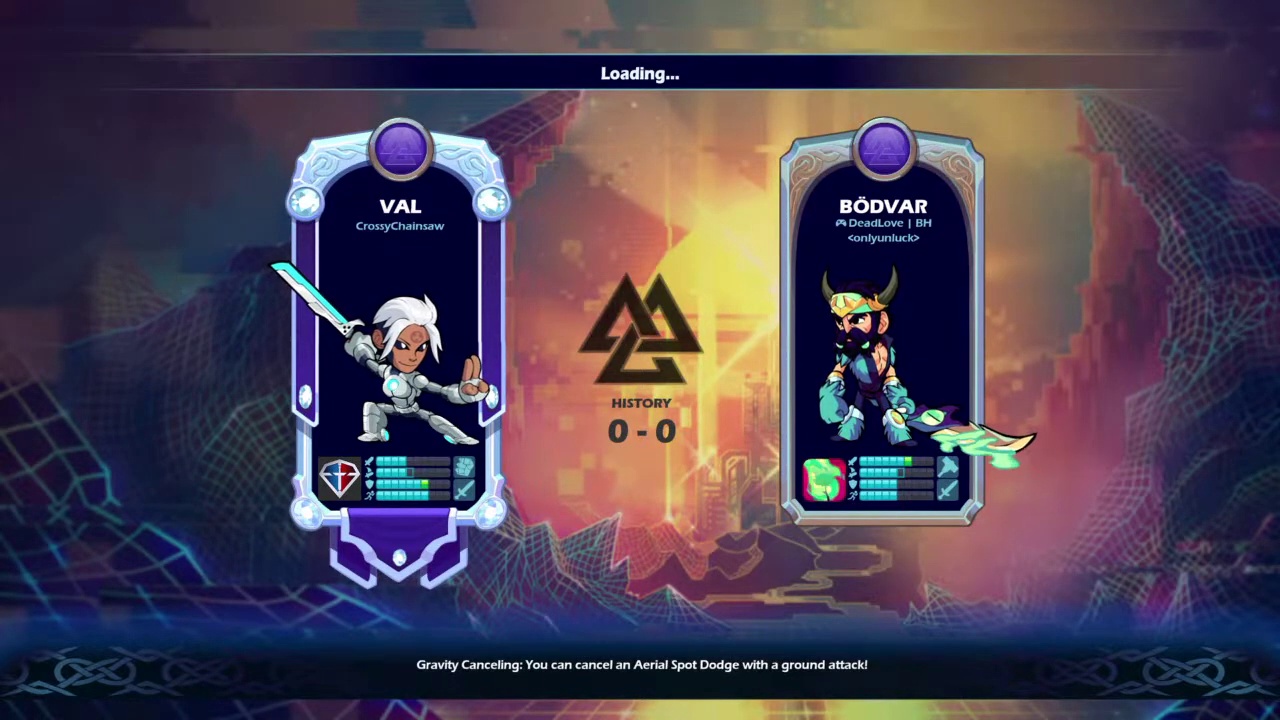 Loading...
VAL
CrossyChainsaw
BÖDVAR
DeadLove | BH
<onlyunluck>
HISTORY
0 - 0
Gravity Canceling: You can cancel an Aerial Spot Dodge with a ground attack!